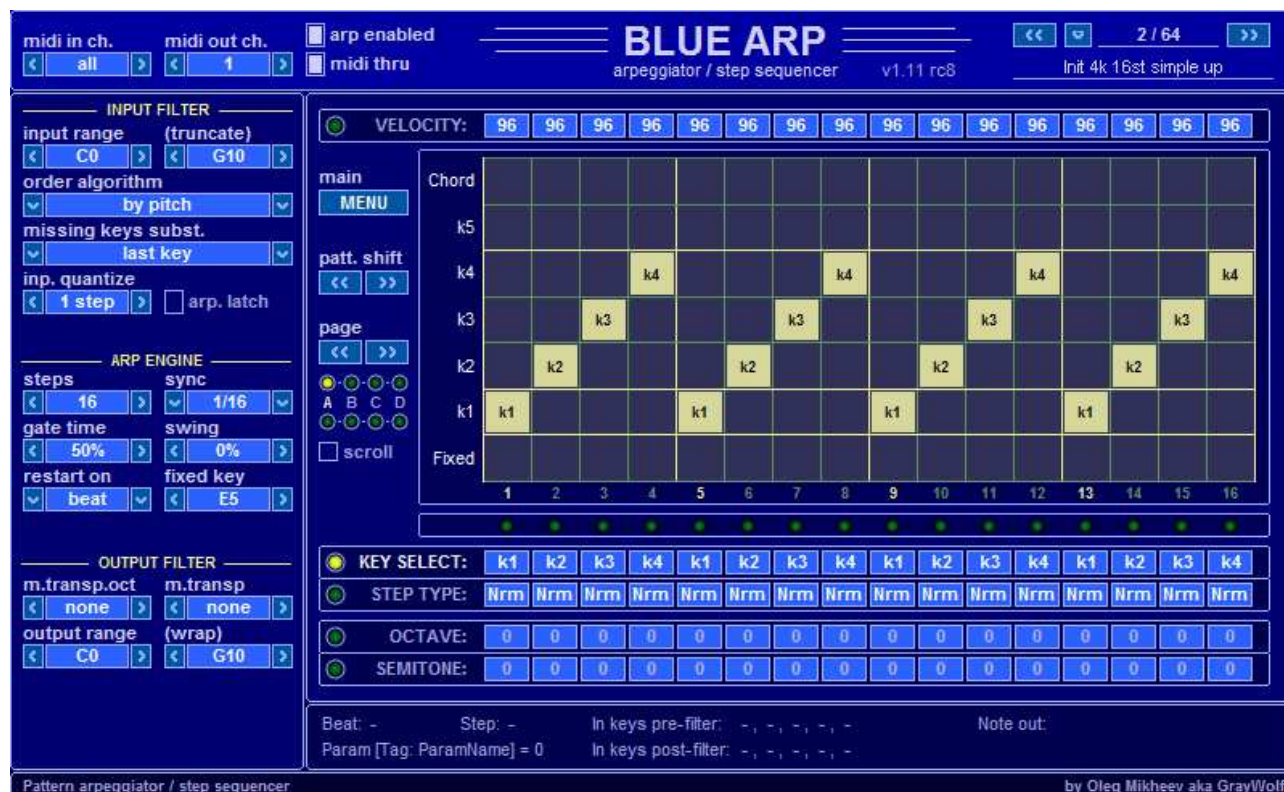 midi in ch. midi out ch.
< all > < 1 >
arp enabled
midi thru
BLUE ARP
arpeggiator / step sequencer v1.11 rc8
<< 2 / 64 >>
Init 4k 16st simple up
INPUT FILTER
input range (truncate)
< C0 > < G10 >
order algorithm
by pitch
missing keys subst.
last key
inp. quantize
< 1 step > arp. latch
ARP ENGINE
steps sync
< 16 > 1/16
gate time swing
< 50% > < 0% >
restart on fixed key
beat < E5 >
OUTPUT FILTER
m.transp.oct m.transp
< none > < none >
output range (wrap)
< C0 > < G10 >
VELOCITY: 96 96 96 96 96 96 96 96 96 96 96 96 96 96 96 96
main
MENU
patt. shift
<< >>
page
<< >>
A B C D
scroll
Chord
k5
k4 k4 k4 k4 k4
k3 k3 k3 k3 k3
k2 k2 k2 k2 k2
k1 k1 k1 k1 k1
Fixed
1 2 3 4 5 6 7 8 9 10 11 12 13 14 15 16
KEY SELECT: k1 k2 k3 k4 k1 k2 k3 k4 k1 k2 k3 k4 k1 k2 k3 k4
STEP TYPE: Nrm Nrm Nrm Nrm Nrm Nrm Nrm Nrm Nrm Nrm Nrm Nrm Nrm Nrm Nrm Nrm
OCTAVE: 0 0 0 0 0 0 0 0 0 0 0 0 0 0 0 0
SEMITONE: 0 0 0 0 0 0 0 0 0 0 0 0 0 0 0 0
Beat: - Step: - In keys pre-filter: - , - , - , - , - Note out:
Param [Tag: ParamName] = 0 In keys post-filter: - , - , - , - , -
Pattern arpeggiator / step sequencer by Oleg Mikheev aka GrayWolf